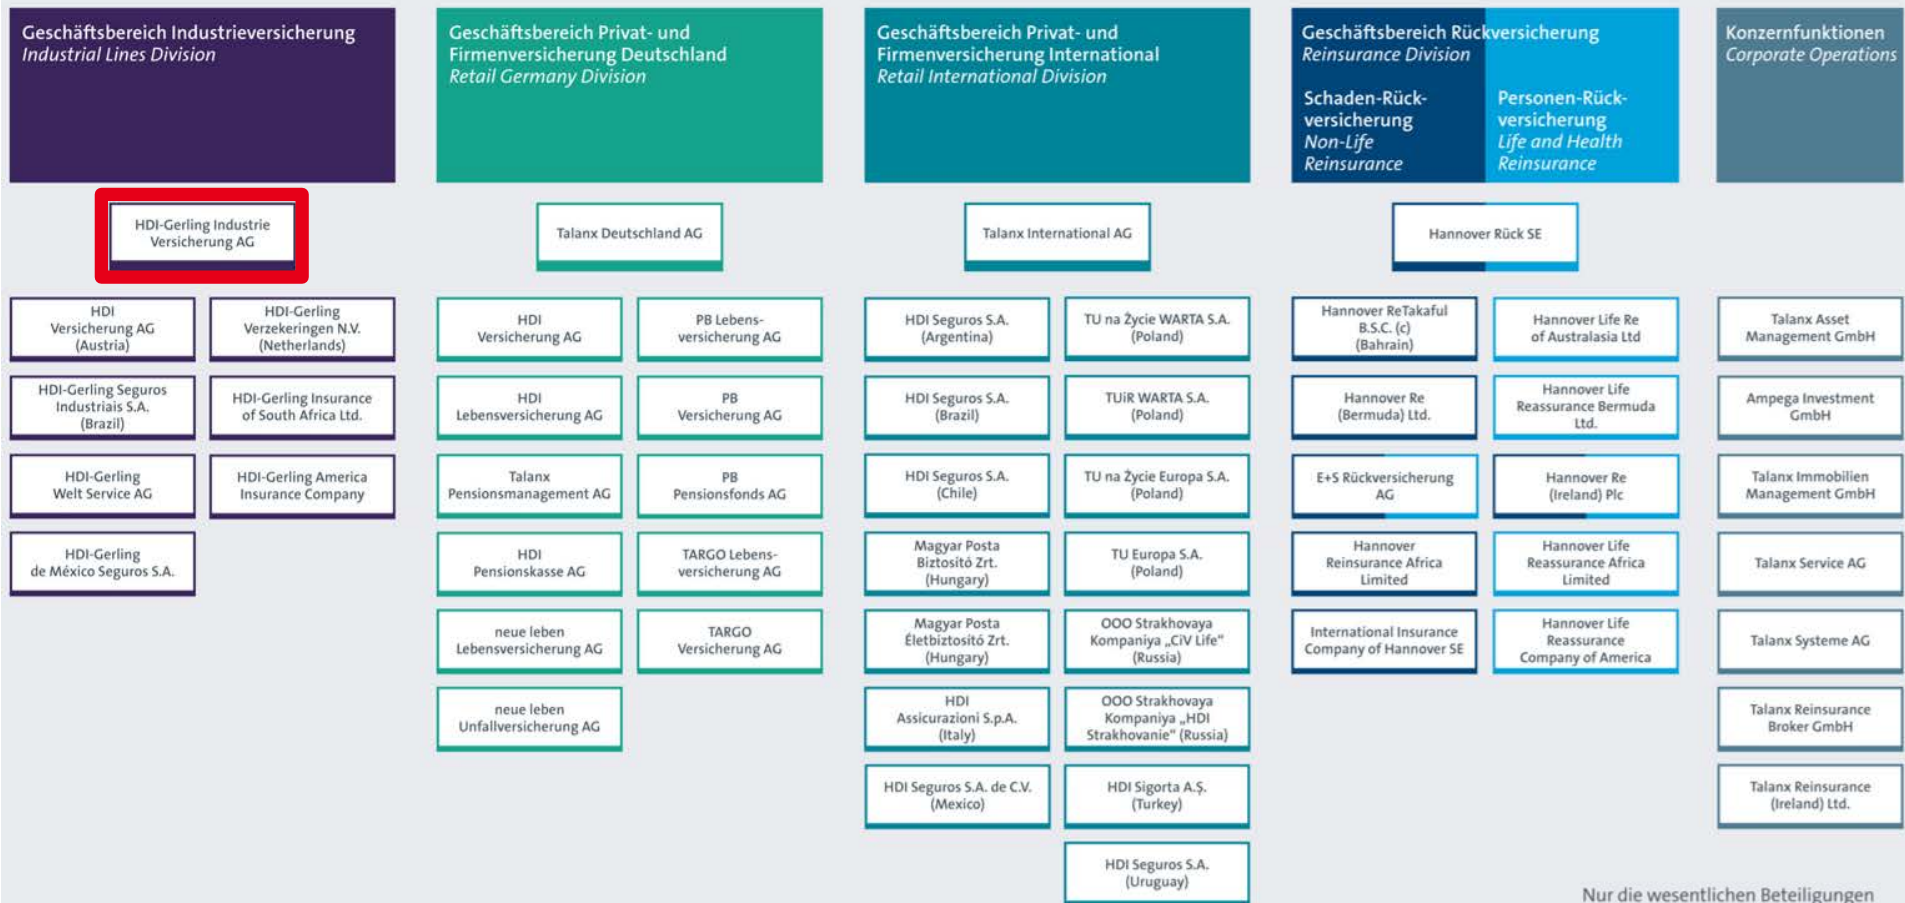 Geschäftsbereich Industrieversicherung
Industrial Lines Division
Geschäftsbereich Privat- und
Firmenversicherung Deutschland
Retail Germany Division
Geschäftsbereich Privat- und
Firmenversicherung International
Retail International Division
Geschäftsbereich Rückversicherung
Reinsurance Division
Schaden-Rück-
versicherung
Non-Life
Reinsurance
Personen-Rück-
versicherung
Life and Health
Reinsurance
Konzernfunktionen
Corporate Operations
HDI-Gerling Industrie
Versicherung AG
Talanx Deutschland AG
Talanx International AG
Hannover Rück SE
HDI
Versicherung AG
(Austria)
HDI-Gerling
Verzekeringen N.V.
(Netherlands)
HDI-Gerling Seguros
Industriais S.A.
(Brazil)
HDI-Gerling Insurance
of South Africa Ltd.
HDI-Gerling
Welt Service AG
HDI-Gerling America
Insurance Company
HDI-Gerling
de México Seguros S.A.
HDI
Versicherung AG
PB Lebens-
versicherung AG
HDI
Lebensversicherung AG
PB
Versicherung AG
Talanx
Pensionsmanagement AG
PB
Pensionsfonds AG
HDI
Pensionskasse AG
TARGO Lebens-
versicherung AG
neue leben
Lebensversicherung AG
TARGO
Versicherung AG
neue leben
Unfallversicherung AG
HDI Seguros S.A.
(Argentina)
TU na Życie WARTA S.A.
(Poland)
HDI Seguros S.A.
(Brazil)
TUiR WARTA S.A.
(Poland)
HDI Seguros S.A.
(Chile)
TU na Życie Europa S.A.
(Poland)
Magyar Posta
Biztosító Zrt.
(Hungary)
TU Europa S.A.
(Poland)
Magyar Posta
Életbiztosító Zrt.
(Hungary)
OOO Strakhovaya
Kompaniya „CiV Life“
(Russia)
HDI
Assicurazioni S.p.A.
(Italy)
OOO Strakhovaya
Kompaniya „HDI
Strakhovanie“ (Russia)
HDI Seguros S.A. de C.V.
(Mexico)
HDI Sigorta A.Ş.
(Turkey)
HDI Seguros S.A.
(Uruguay)
Hannover ReTakaful
B.S.C. (c)
(Bahrain)
Hannover Life Re
of Australasia Ltd
Hannover Re
(Bermuda) Ltd.
Hannover Life
Reassurance Bermuda
Ltd.
E+S Rückversicherung
AG
Hannover Re
(Ireland) Plc
Hannover
Reinsurance Africa
Limited
Hannover Life
Reassurance Africa
Limited
International Insurance
Company of Hannover SE
Hannover Life
Reassurance
Company of America
Talanx Asset
Management GmbH
Ampega Investment
GmbH
Talanx Immobilien
Management GmbH
Talanx Service AG
Talanx Systeme AG
Talanx Reinsurance
Broker GmbH
Talanx Reinsurance
(Ireland) Ltd.
Nur die wesentlichen Beteiligungen